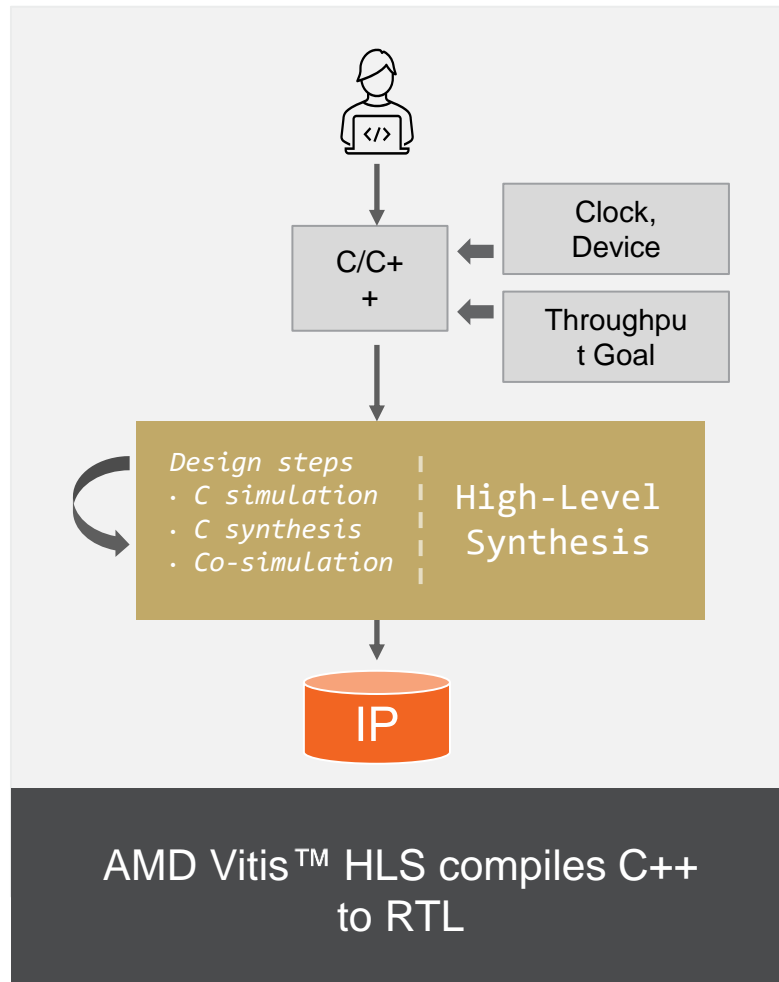 </>
C/C+
+
Clock,
Device
Throughpu
t Goal
Design steps
· C simulation
· C synthesis
· Co-simulation
High-Level
Synthesis
IP
AMD Vitis™ HLS compiles C++
to RTL